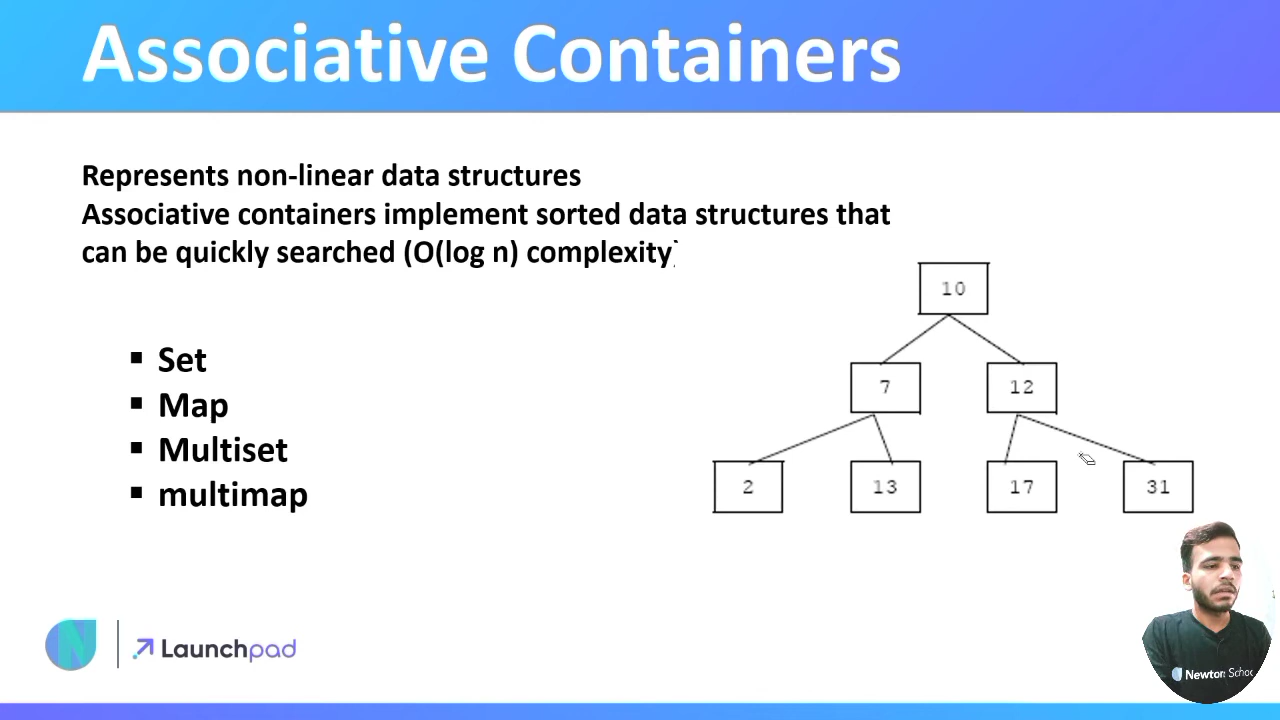 Associative Containers
Represents non-linear data structures
Associative containers implement sorted data structures that
can be quickly searched (O(log n) complexity)
▪ Set
▪ Map
▪ Multiset
▪ multimap
10
7
12
2
13
17
31
Launchpad
Newton School